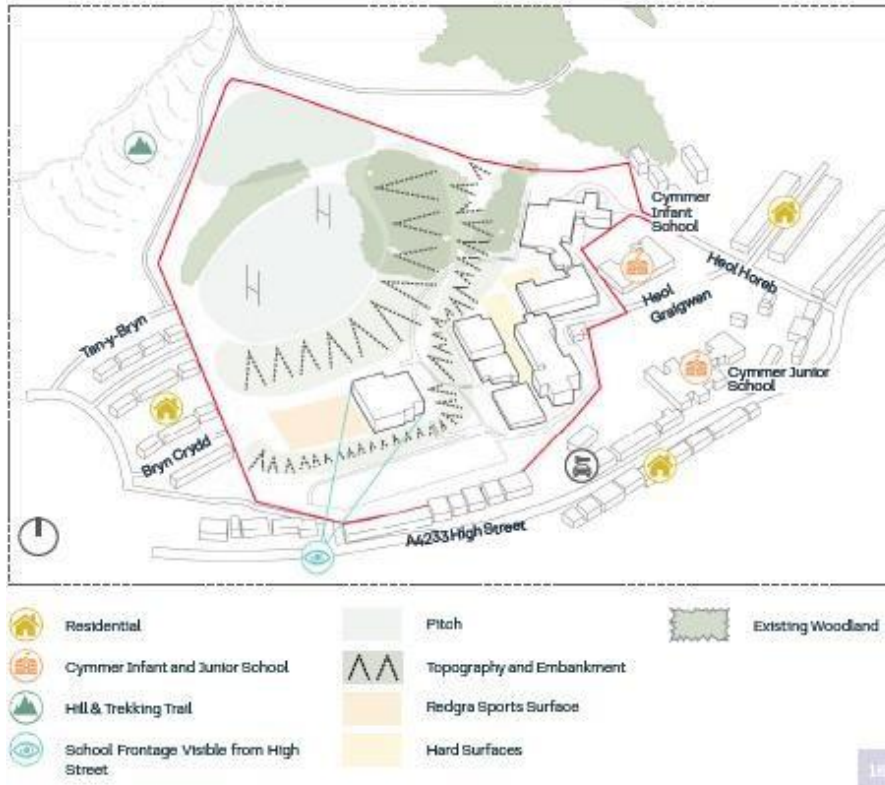 Cymmer
Infant
School
Heol Horeb
Heol
Graigwen
Tan-y-Bryn
Cymmer Junior
School
Bryn Crydd
A4233 High Street
Residential
Pitch
Existing Woodland
Cymmer Infant and Junior School
Topography and Embankment
Hill & Trekking Trail
Redgra Sports Surface
School Frontage Visible from High
Street
Hard Surfaces